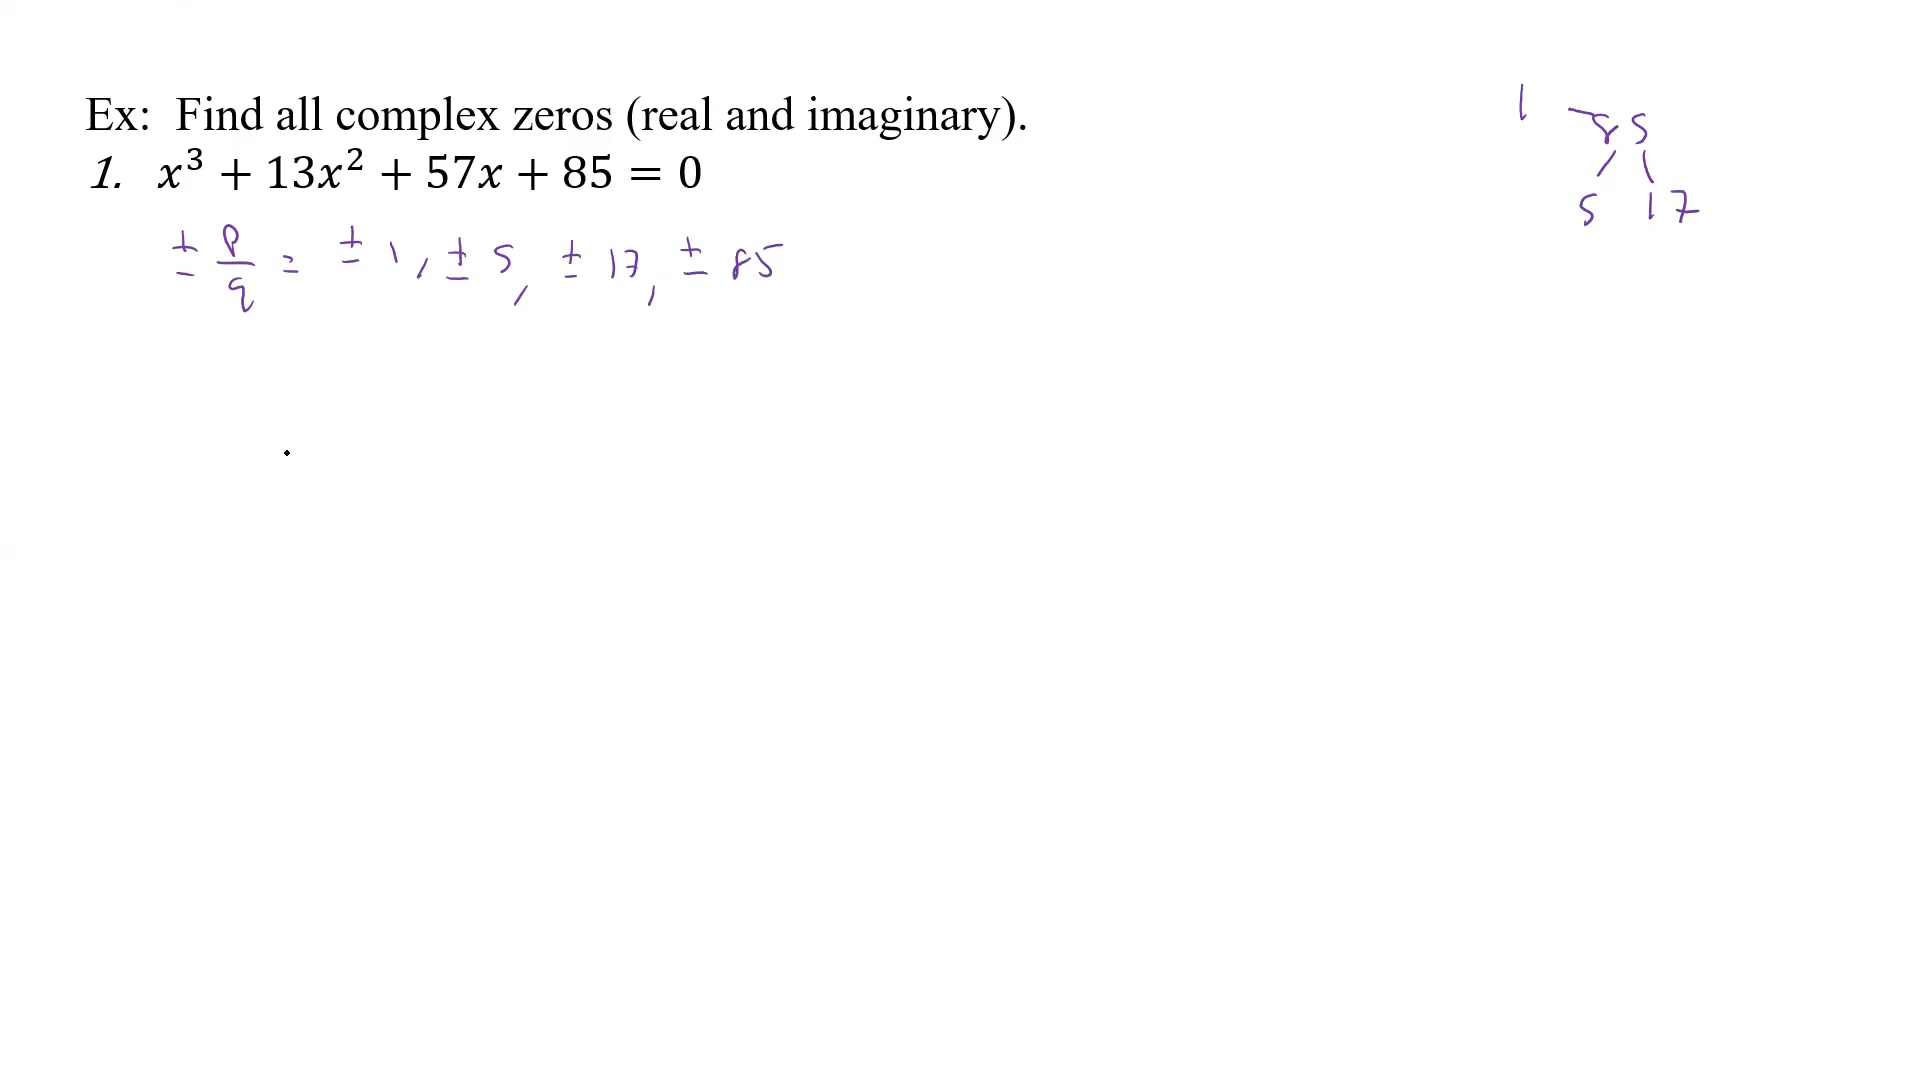 Ex: Find all complex zeros (real and imaginary).
1. x³ + 13x² + 57x + 85 = 0
± p/q = ± 1, ± 5, ± 17, ± 85
1 85
5 17